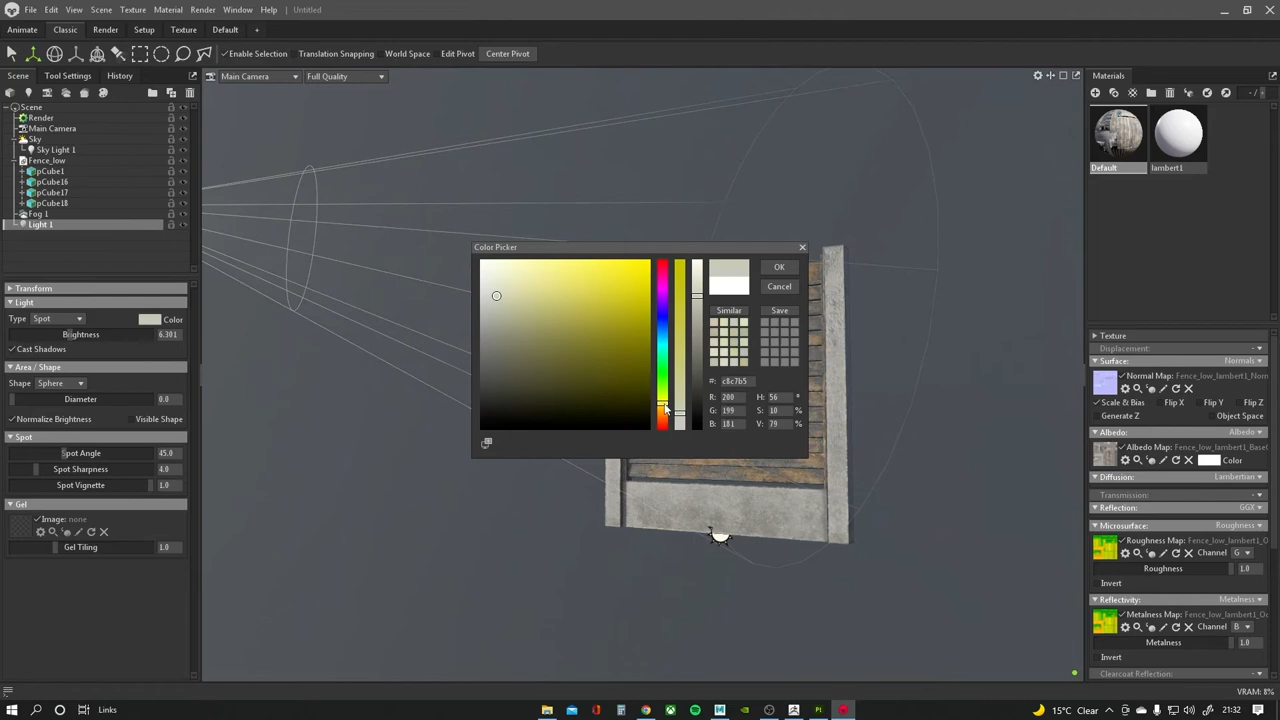 File Edit View Scene Texture Material Render Window Help Untitled
Animate Classic Render Setup Texture Default +
Enable Selection Translation Snapping World Space Edit Pivot Center Pivot
Scene Tool Settings History
Main Camera Full Quality
Materials
Scene
Render
Main Camera
Sky
Sky Light 1
Fence_low
pCube1
pCube16
pCube17
pCube18
Fog 1
Light 1
Default lambert1
Transform
Light
Type Spot Color
Brightness 6.301
Cast Shadows
Area / Shape
Shape Sphere
Diameter 0.0
Normalize Brightness Visible Shape
Spot
Spot Angle 45.0
Spot Sharpness 4.0
Spot Vignette 1.0
Gel
Image: none
Gel Tiling 1.0
Color Picker
OK
Cancel
Similar Save
#: c8c7b5
R: 200 H: 56 °
G: 199 S: 10 %
B: 181 V: 79 %
Texture
Displacement:
Surface: Normals
Normal Map: Fence_low_lambert1_Norn
Scale & Bias Flip X Flip Y Flip Z
Generate Z Object Space
Albedo: Albedo
Albedo Map: Fence_low_lambert1_Base
Color
Diffusion: Lambertian
Transmission:
Reflection: GGX
Microsurface: Roughness
Roughness Map: Fence_low_lambert1_O
Channel G
Roughness 1.0
Invert
Reflectivity: Metalness
Metalness Map: Fence_low_lambert1_Oc
Channel B
Metalness 1.0
Invert
Clearcoat Reflection:
VRAM: 8%
Links
15°C Clear 21:32